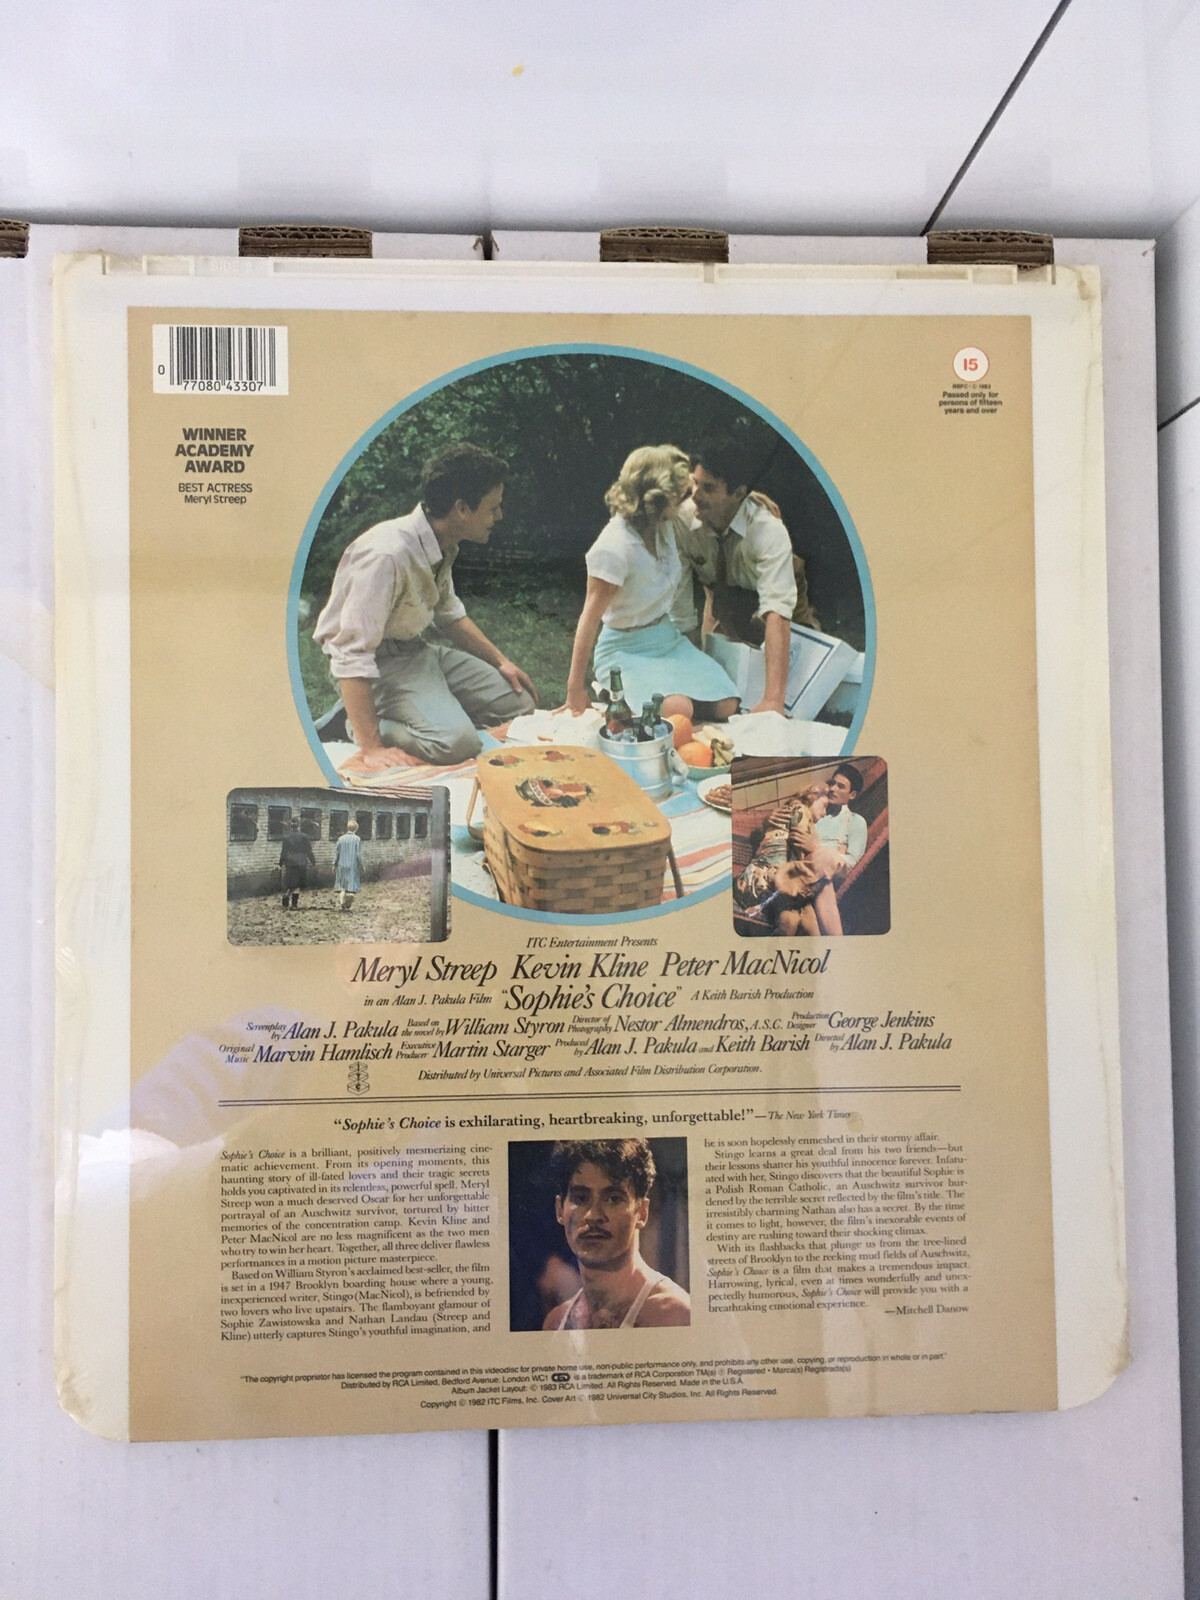 SIDE
0 77080 43307
15
BBFC © 1983
Passed only for
persons of fifteen
years and over
WINNER
ACADEMY
AWARD
BEST ACTRESS
Meryl Streep
ITC Entertainment Presents
Meryl Streep Kevin Kline Peter MacNicol
in an Alan J. Pakula Film "Sophie's Choice" A Keith Barish Production
Screenplay by Alan J. Pakula Based on the novel by William Styron Director of Photography Nestor Almendros, A.S.C. Production Designer George Jenkins
Original Music Marvin Hamlisch Executive Producer Martin Starger Produced by Alan J. Pakula and Keith Barish Directed by Alan J. Pakula
ITC
Distributed by Universal Pictures and Associated Film Distribution Corporation.
"Sophie's Choice is exhilarating, heartbreaking, unforgettable!"—The New York Times
Sophie's Choice is a brilliant, positively mesmerizing cine-
matic achievement. From its opening moments, this
haunting story of ill-fated lovers and their tragic secrets
holds you captivated in its relentless, powerful spell. Meryl
Streep won a much deserved Oscar for her unforgettable
portrayal of an Auschwitz survivor, tortured by bitter
memories of the concentration camp. Kevin Kline and
Peter MacNicol are no less magnificent as the two men
who try to win her heart. Together, all three deliver flawless
performances in a motion picture masterpiece.
Based on William Styron's acclaimed best-seller, the film
is set in a 1947 Brooklyn boarding house where a young,
inexperienced writer, Stingo (MacNicol), is befriended by
two lovers who live upstairs. The flamboyant glamour of
Sophie Zawistowska and Nathan Landau (Streep and
Kline) utterly captures Stingo's youthful imagination, and
he is soon hopelessly enmeshed in their stormy affair.
Stingo learns a great deal from his two friends—but
their lessons shatter his youthful innocence forever. Infatu-
ated with her, Stingo discovers that the beautiful Sophie is
a Polish Roman Catholic, an Auschwitz survivor bur-
dened by the terrible secret reflected by the film's title. The
irresistibly charming Nathan also has a secret. By the time
it comes to light, however, the film's inexorable events of
destiny are rushing toward their shocking climax.
With its flashbacks that plunge us from the tree-lined
streets of Brooklyn to the reeking mud fields of Auschwitz,
Sophie's Choice is a film that makes a tremendous impact.
Harrowing, lyrical, even at times wonderfully and unex-
pectedly humorous, Sophie's Choice will provide you with a
breathtaking emotional experience.
—Mitchell Danow
"The copyright proprietor has licensed the program contained in this videodisc for private home use, non-public performance only, and prohibits any other use, copying, or reproduction in whole or in part."
Distributed by RCA Limited, Bedford Avenue, London WC1 CED is a trademark of RCA Corporation TM(s) ® Registered • Marca(s) Registrada(s)
Album Jacket Layout: © 1983 RCA Limited. All Rights Reserved. Made in the U.S.A.
Copyright © 1982 ITC Films, Inc. Cover Art © 1982 Universal City Studios, Inc. All Rights Reserved.